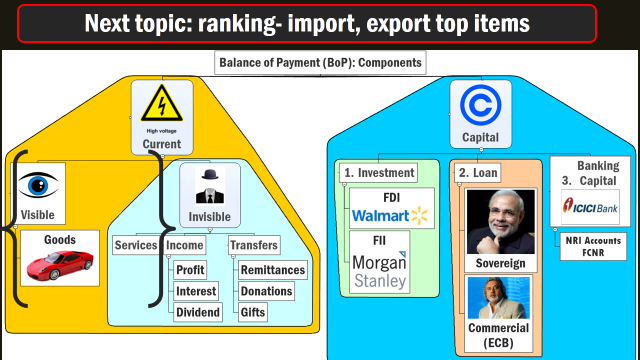 Next topic: ranking- import, export top items
Balance of Payment (BoP): Components
High voltage
Current
Visible
Goods
Invisible
Services
Income
Profit
Interest
Dividend
Transfers
Remittances
Donations
Gifts
Capital
1. Investment
FDI
Walmart
FII
Morgan
Stanley
2. Loan
Sovereign
Commercial
(ECB)
Banking
3. Capital
ICICI Bank
NRI Accounts
FCNR